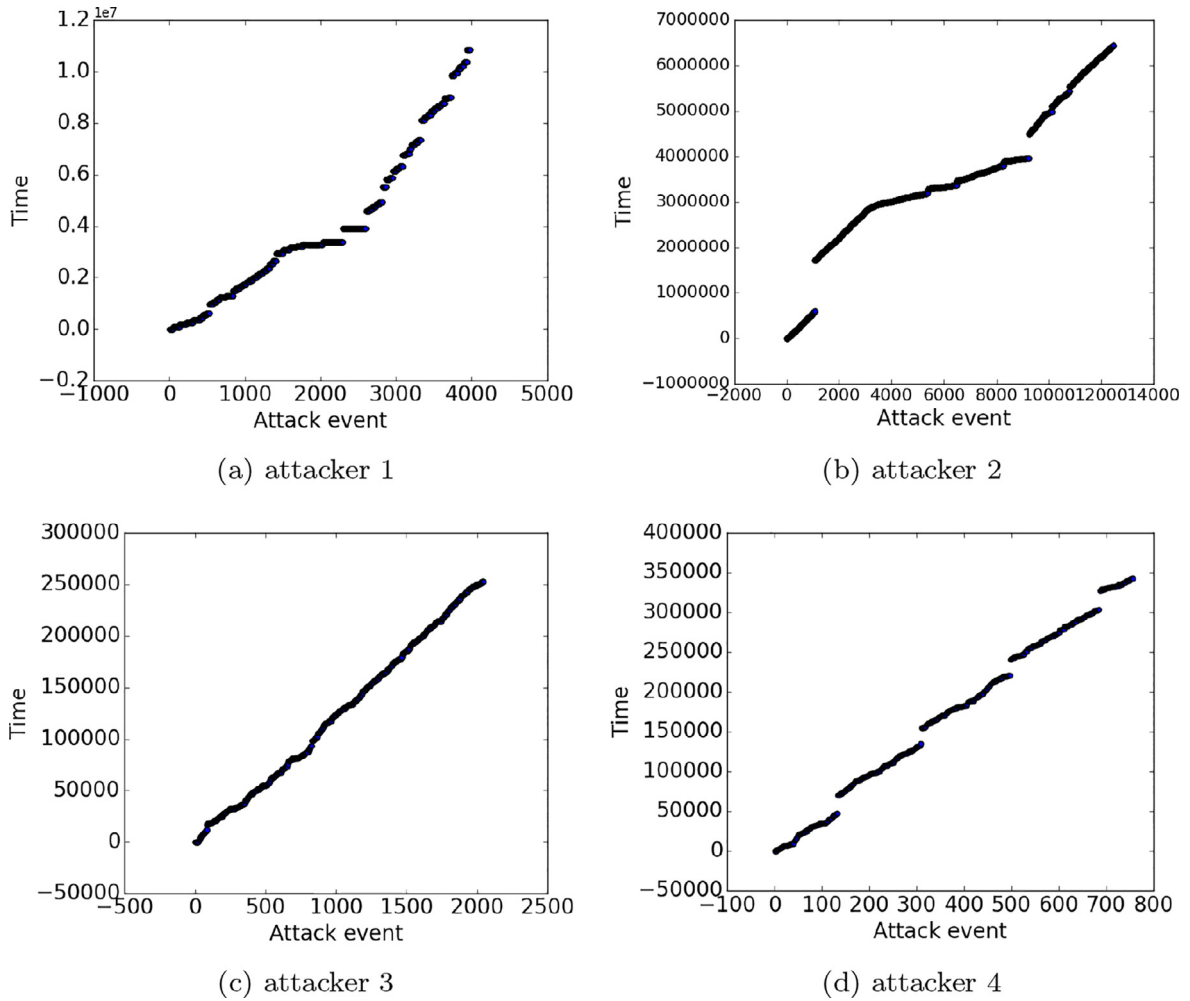 1e7
1.2
1.0
0.8
0.6
0.4
0.2
0.0
−0.2
−1000 0 1000 2000 3000 4000 5000
Time
Attack event
(a) attacker 1
7000000
6000000
5000000
4000000
3000000
2000000
1000000
0
−1000000
−2000 0 2000 4000 6000 8000 10000 12000 14000
Time
Attack event
(b) attacker 2
300000
250000
200000
150000
100000
50000
0
−50000
−500 0 500 1000 1500 2000 2500
Time
Attack event
(c) attacker 3
400000
350000
300000
250000
200000
150000
100000
50000
0
−50000
−100 0 100 200 300 400 500 600 700 800
Time
Attack event
(d) attacker 4